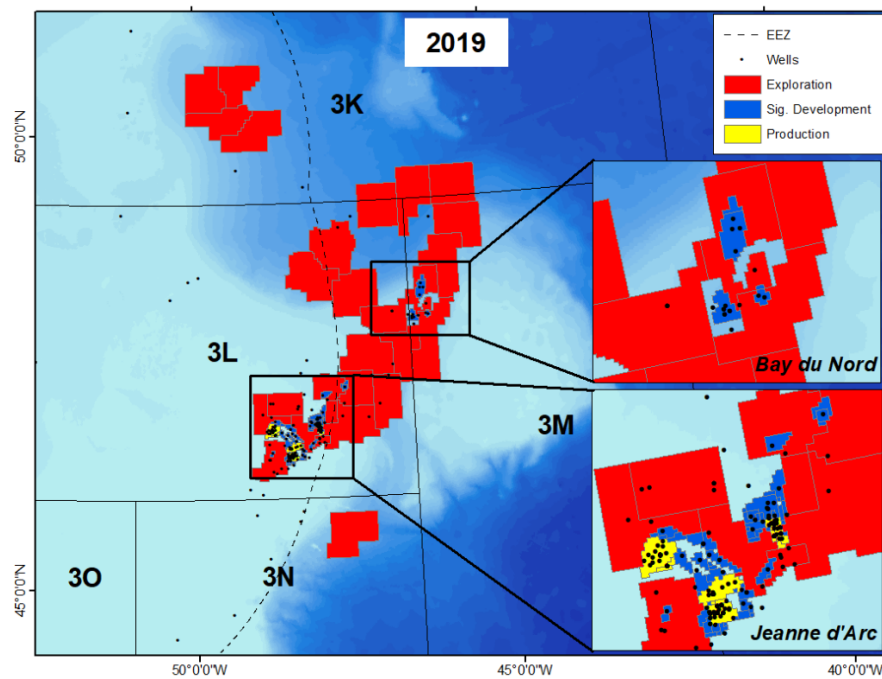 2019
EEZ
Wells
Exploration
Sig. Development
Production
3K
50°0'0"N
3L
Bay du Nord
3M
3O
3N
45°0'0"N
Jeanne d'Arc
50°0'0"W
45°0'0"W
40°0'0"W